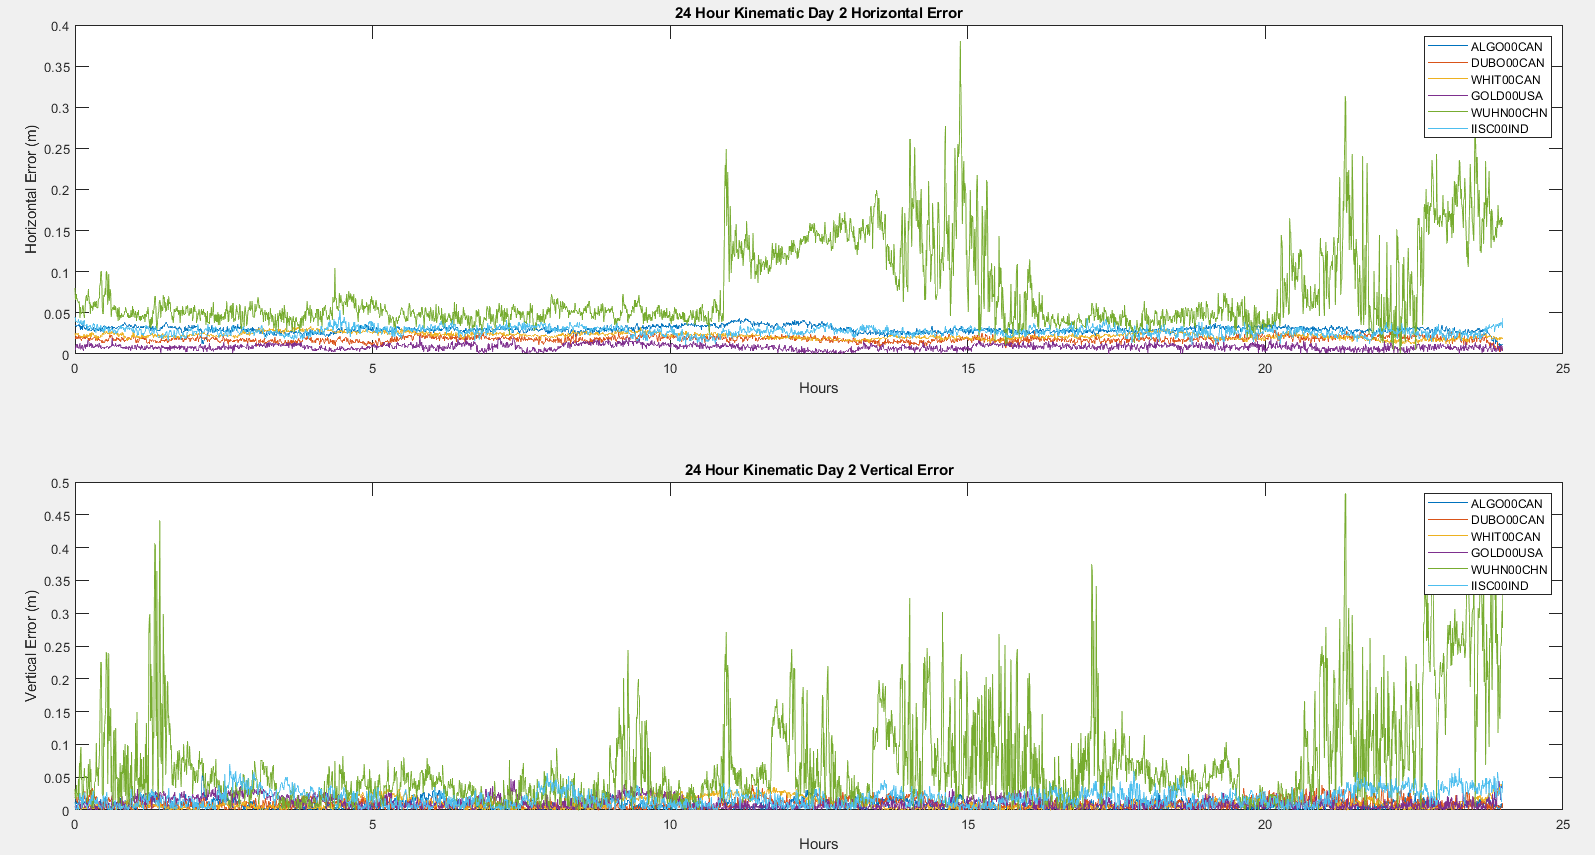 24 Hour Kinematic Day 2 Horizontal Error
0.4
0.35
0.3
0.25
0.2
0.15
0.1
0.05
0
Horizontal Error (m)
ALGO00CAN
DUBO00CAN
WHIT00CAN
GOLD00USA
WUHN00CHN
IISC00IND
0 5 10 15 20 25
Hours
24 Hour Kinematic Day 2 Vertical Error
0.5
0.45
0.4
0.35
0.3
0.25
0.2
0.15
0.1
0.05
0
Vertical Error (m)
ALGO00CAN
DUBO00CAN
WHIT00CAN
GOLD00USA
WUHN00CHN
IISC00IND
0 5 10 15 20 25
Hours